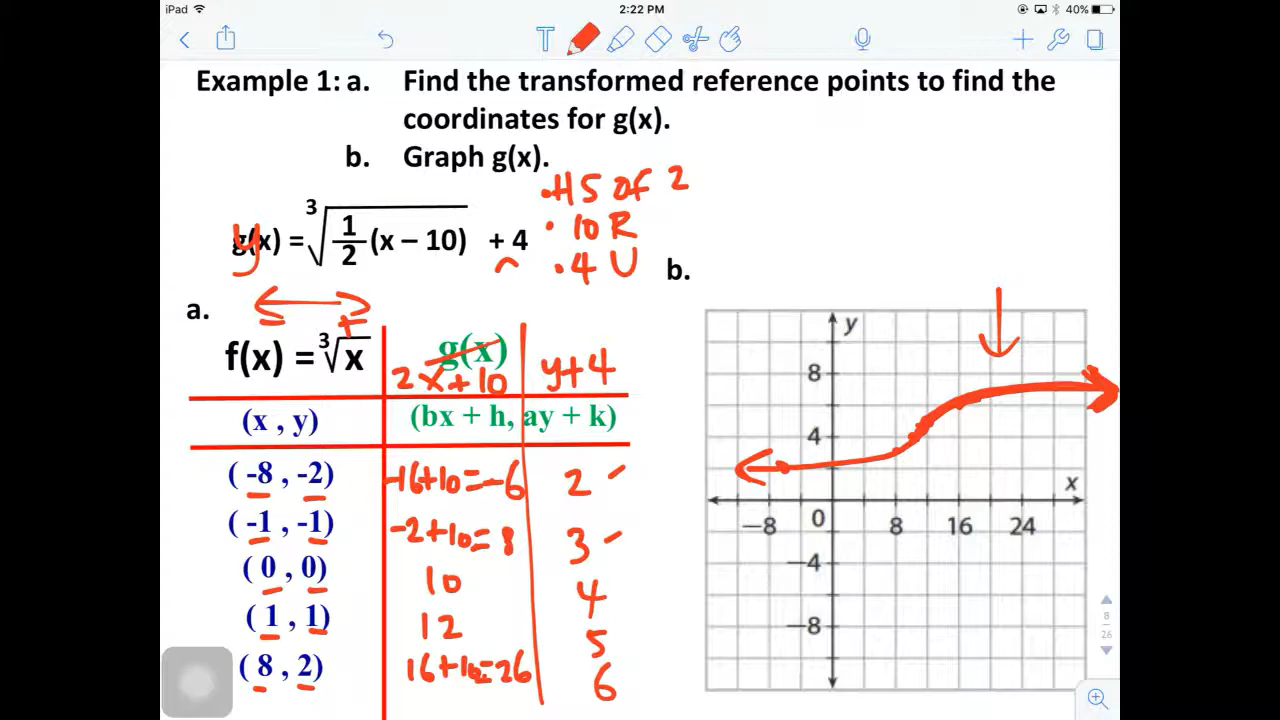 iPad
2:22 PM
40%
Example 1: a. Find the transformed reference points to find the
coordinates for g(x).
b. Graph g(x).
• HS of 2
• 10 R
• 4 U
g(x) = ∛(1/2 (x – 10)) + 4
y
b.
a.
+
f(x) = ∛x
g(x)
2x+10
y+4
(x , y)
(bx + h, ay + k)
( -8 , -2)
-16+10=-6
2
( -1 , -1)
-2+10=8
3
( 0 , 0)
10
4
( 1 , 1)
12
5
( 8 , 2)
16+10=26
6
y
8
4
x
−8
0
8
16
24
−4
−8
8
26